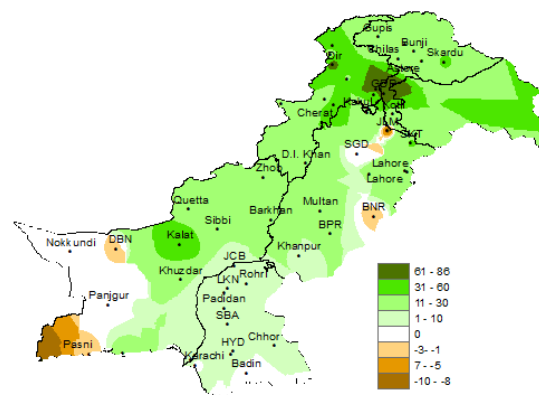 Gupis
Bunji
Chilas
Skardu
Dir
Astore
Kakul
Kotli
Cherat
JLM
SKT
SGD
D.I. Khan
Lahore
Zhob
Lahore
Quetta
Multan
BNR
Barkhan
Sibbi
BPR
DBN
Kalat
Nokkundi
Khanpur
JCB
Khuzdar
LKN
Rohri
61 - 86
31 - 60
Panjgur
Padidan
11 - 30
SBA
1 - 10
0
Pasni
Chhor
-3- -1
HYD
Karachi
7 - -5
Badin
-10 - -8